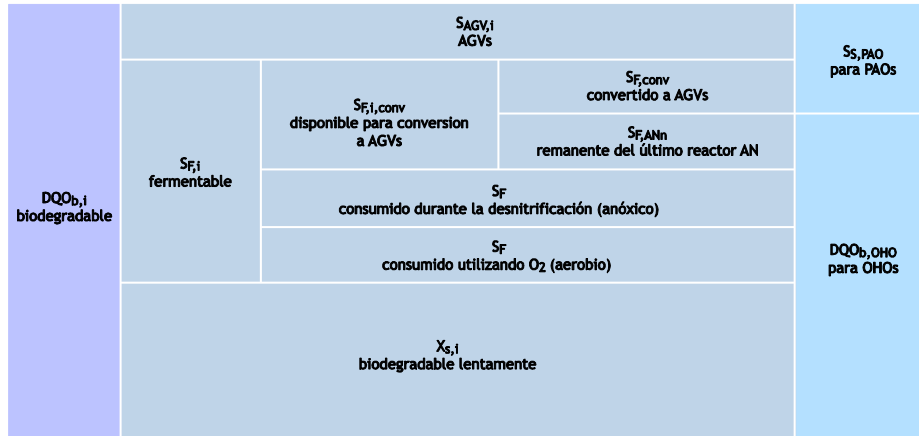 DQOb,i
biodegradable
SAGV,i
AGVs
SF,i
fermentable
SF,i,conv
disponible para conversion
a AGVs
SF,conv
convertido a AGVs
SF,ANn
remanente del último reactor AN
SF
consumido durante la desnitrificación (anóxico)
SF
consumido utilizando O2 (aerobio)
Xs,i
biodegradable lentamente
SS,PAO
para PAOs
DQOb,OHO
para OHOs